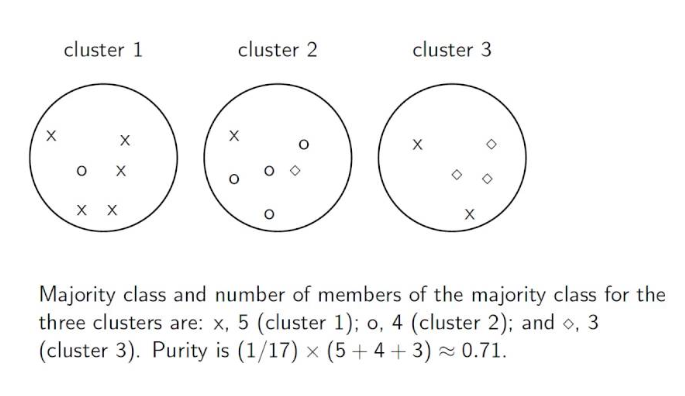 cluster 1 cluster 2 cluster 3
x x x o x ◇
o x o o ◇ ◇ ◇
x x o x
Majority class and number of members of the majority class for the
three clusters are: x, 5 (cluster 1); o, 4 (cluster 2); and ◇, 3
(cluster 3). Purity is (1/17) × (5 + 4 + 3) ≈ 0.71.